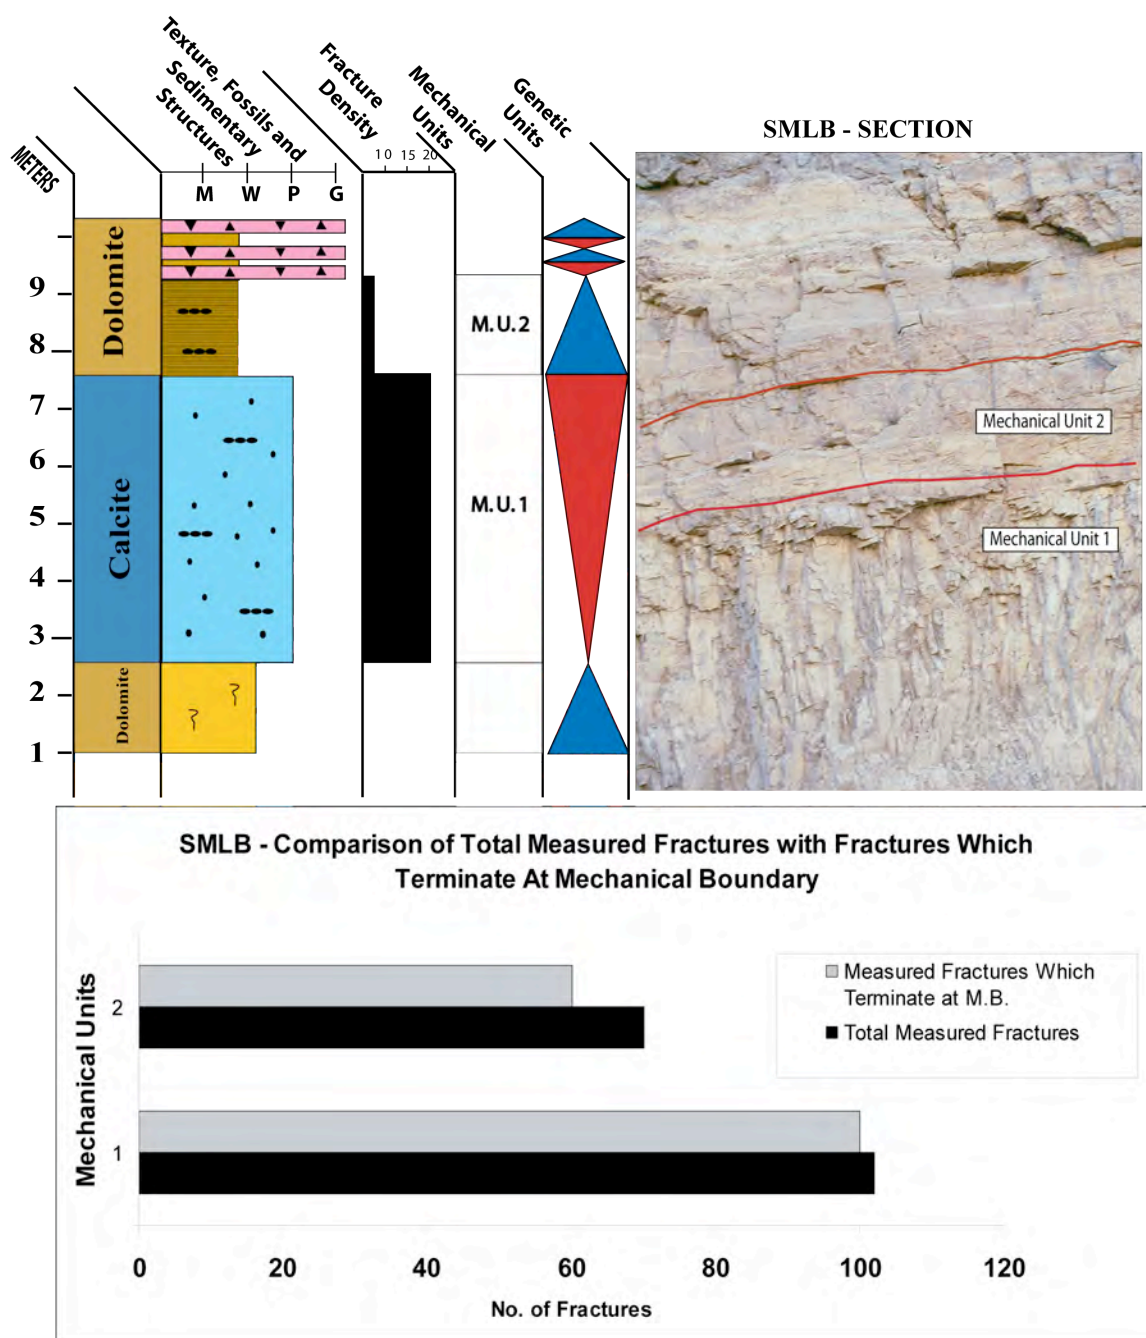 METERS
Texture, Fossils and
Sedimentary
Structures
Fracture
Density
Mechanical
Units
Genetic
Units
M W P G
10 15 20
9
8
7
6
5
4
3
2
1
Dolomite
Calcite
Dolomite
M.U.2
M.U.1
SMLB - SECTION
Mechanical Unit 2
Mechanical Unit 1
SMLB - Comparison of Total Measured Fractures with Fractures Which
Terminate At Mechanical Boundary
Mechanical Units
2
1
Measured Fractures Which
Terminate at M.B.
Total Measured Fractures
0 20 40 60 80 100 120
No. of Fractures